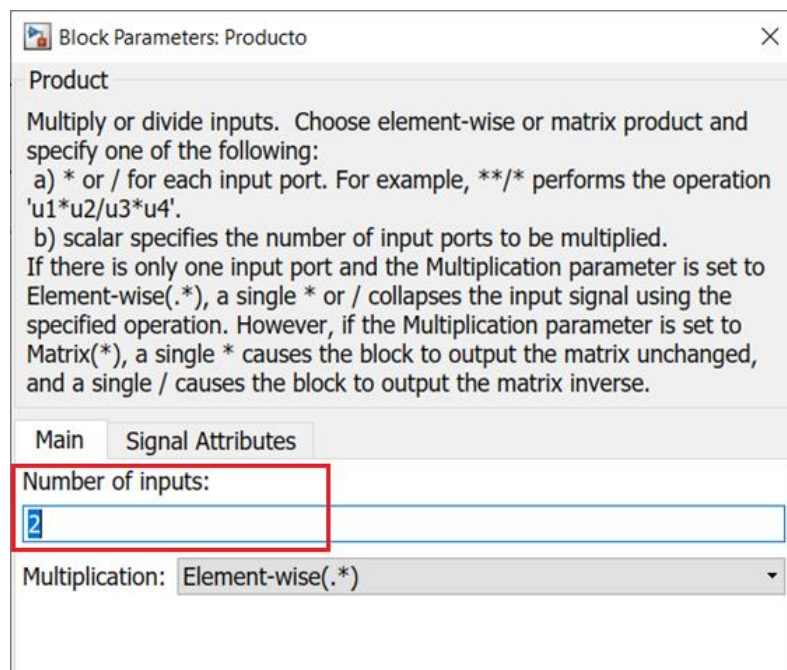 Block Parameters: Producto
Product
Multiply or divide inputs.  Choose element-wise or matrix product and
specify one of the following:
a) * or / for each input port. For example, **/* performs the operation
'u1*u2/u3*u4'.
b) scalar specifies the number of input ports to be multiplied.
If there is only one input port and the Multiplication parameter is set to
Element-wise(.*), a single * or / collapses the input signal using the
specified operation. However, if the Multiplication parameter is set to
Matrix(*), a single * causes the block to output the matrix unchanged,
and a single / causes the block to output the matrix inverse.
Main Signal Attributes
Number of inputs:
2
Multiplication: Element-wise(.*)